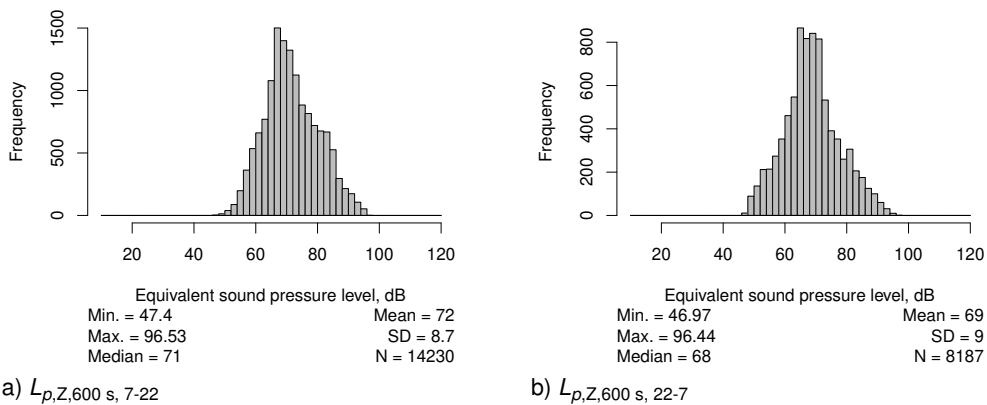 1500
1000
500
0
Frequency
20 40 60 80 100 120
Equivalent sound pressure level, dB
Min. = 47.4 Mean = 72
Max. = 96.53 SD = 8.7
Median = 71 N = 14230
a) Lp,Z,600 s, 7-22
800
600
400
200
0
Frequency
20 40 60 80 100 120
Equivalent sound pressure level, dB
Min. = 46.97 Mean = 69
Max. = 96.44 SD = 9
Median = 68 N = 8187
b) Lp,Z,600 s, 22-7